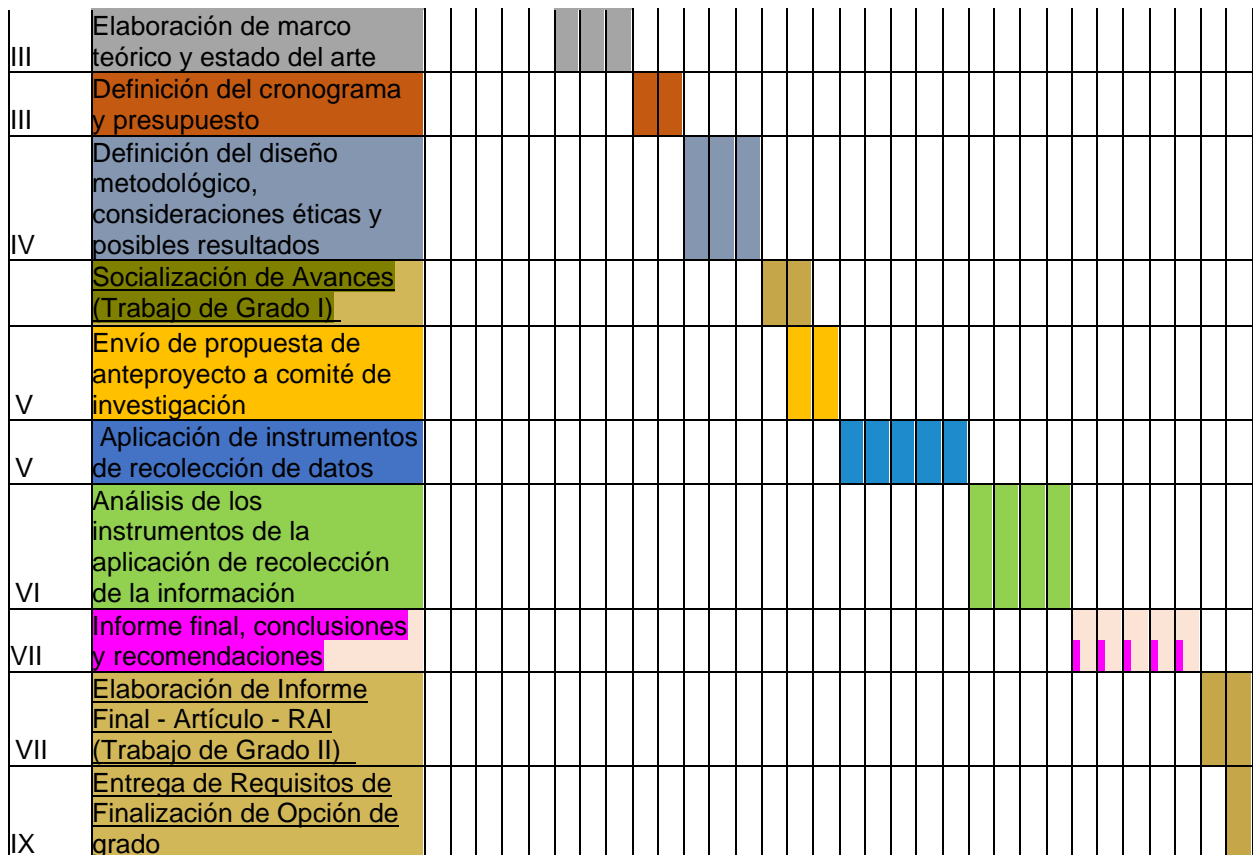 Elaboración de marco
III teórico y estado del arte
Definición del cronograma
III y presupuesto
Definición del diseño
metodológico,
consideraciones éticas y
IV posibles resultados
Socialización de Avances
(Trabajo de Grado I)
Envío de propuesta de
anteproyecto a comité de
V investigación
Aplicación de instrumentos
V de recolección de datos
Análisis de los
instrumentos de la
aplicación de recolección
VI de la información
Informe final, conclusiones
VII y recomendaciones
Elaboración de Informe
Final - Artículo - RAI
VII (Trabajo de Grado II)
Entrega de Requisitos de
Finalización de Opción de
IX grado